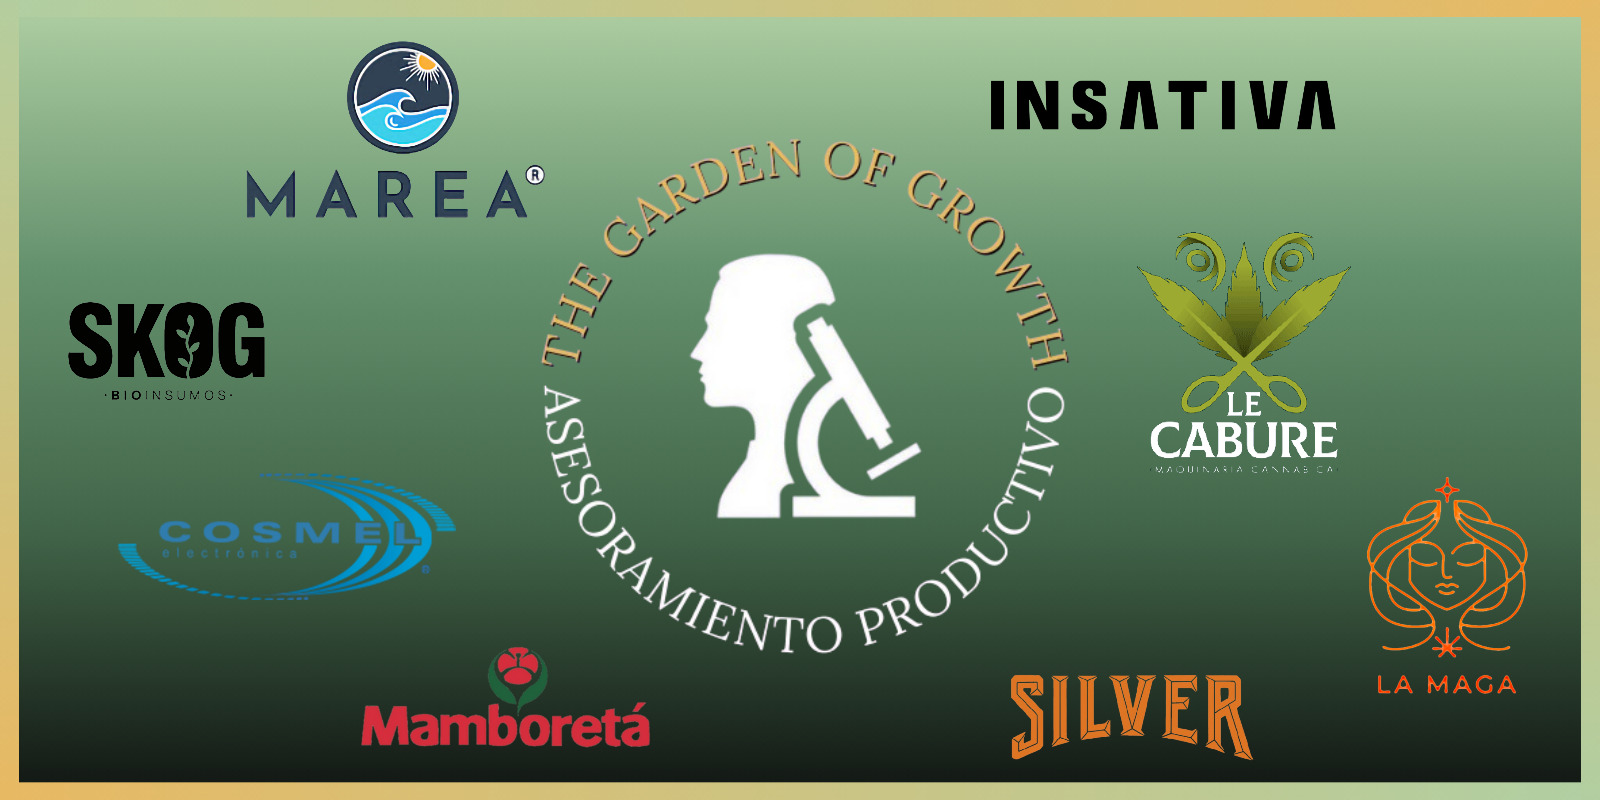 MAREA®
INSATIVA
THE GARDEN OF GROWTH
ASESORAMIENTO PRODUCTIVO
SKOG
·BIOINSUMOS·
LE
CABURE
MAQUINARIA CANNABICA
COSMEL
electrónica
®
LA MAGA
Mamboretá
SILVER